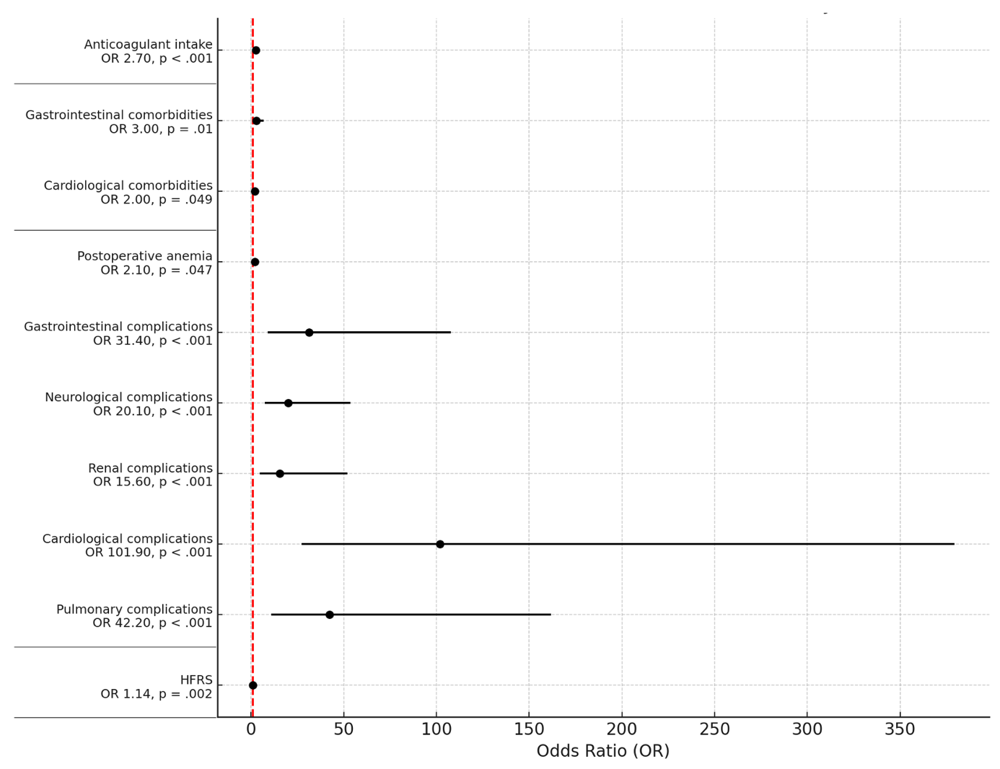 Anticoagulant intake
OR 2.70, p < .001
Gastrointestinal comorbidities
OR 3.00, p = .01
Cardiological comorbidities
OR 2.00, p = .049
Postoperative anemia
OR 2.10, p = .047
Gastrointestinal complications
OR 31.40, p < .001
Neurological complications
OR 20.10, p < .001
Renal complications
OR 15.60, p < .001
Cardiological complications
OR 101.90, p < .001
Pulmonary complications
OR 42.20, p < .001
HFRS
OR 1.14, p = .002
0 50 100 150 200 250 300 350
Odds Ratio (OR)